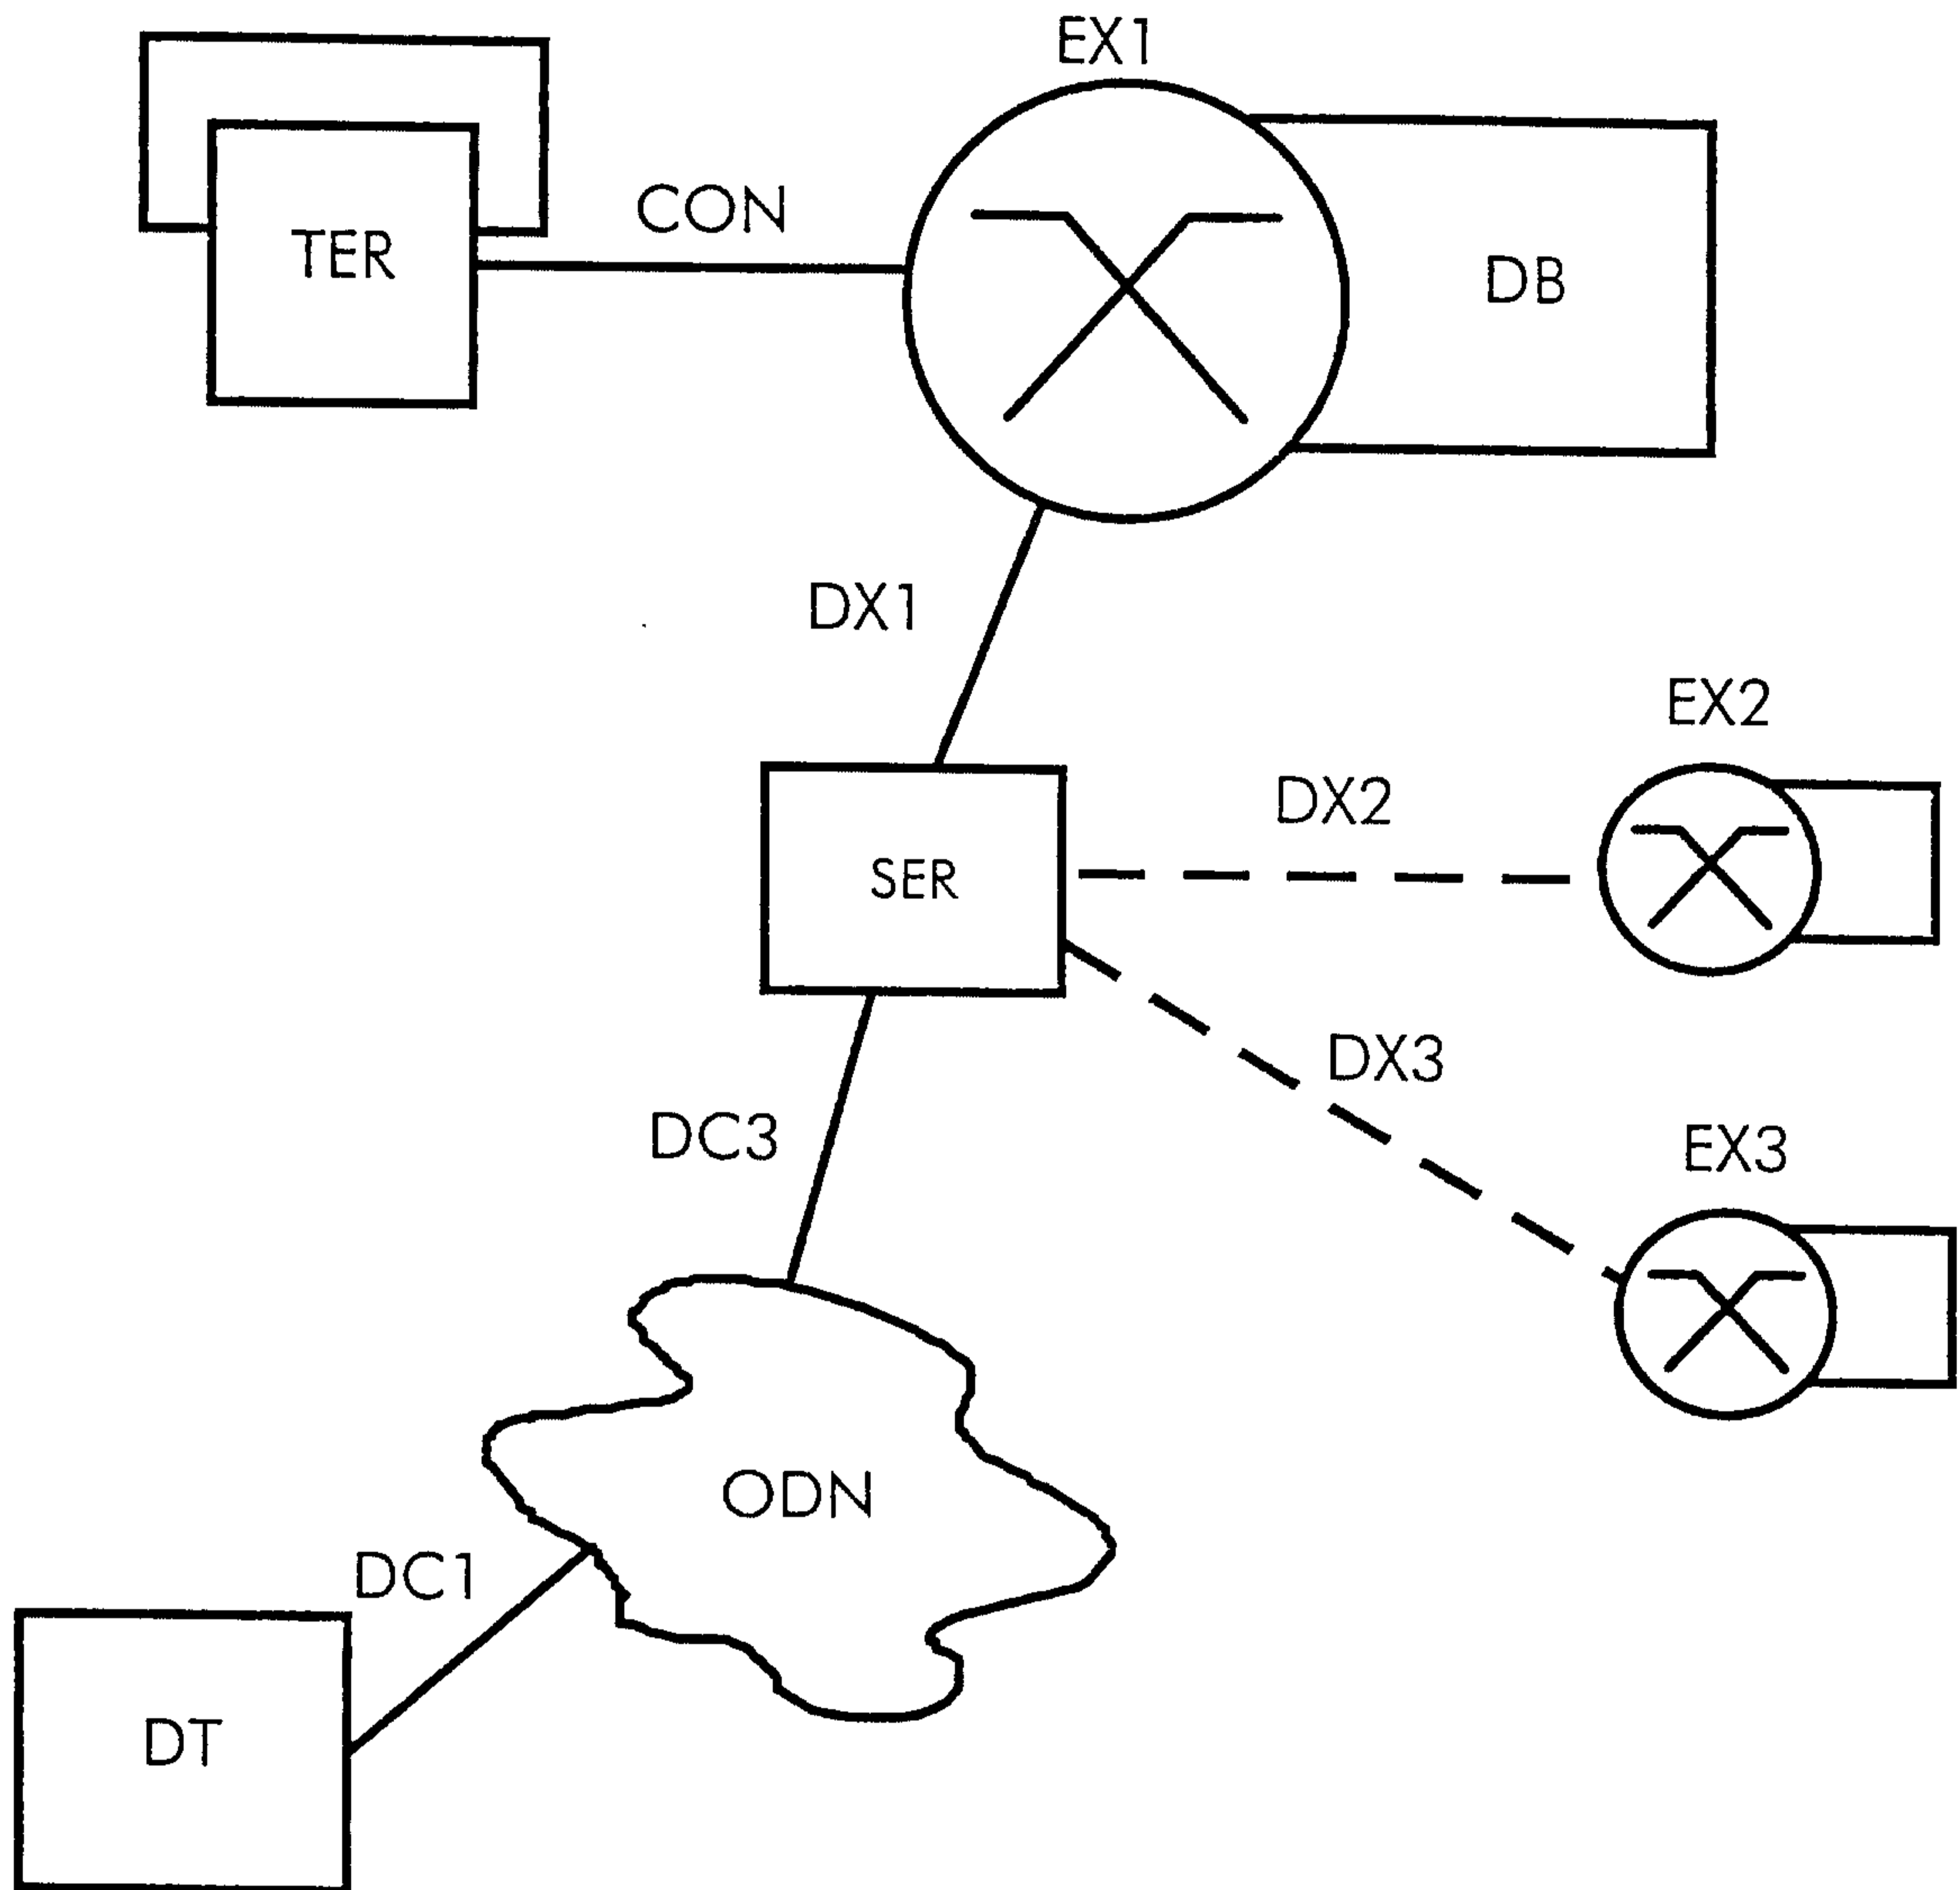 EX1
CON
TER
DB
DX1
EX2
DX2
SER
DX3
DC3
EX3
ODN
DC1
DT